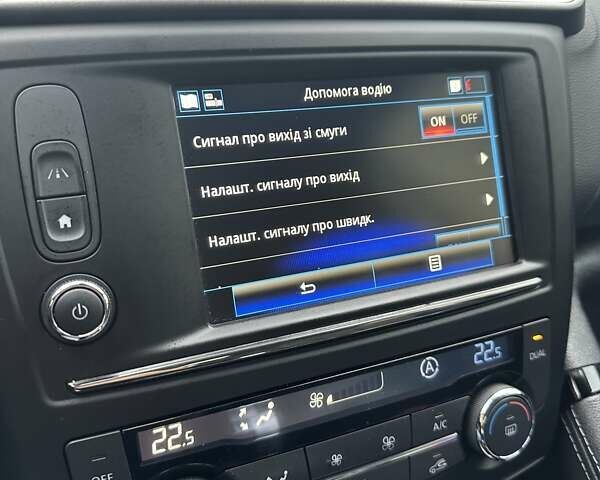 Допомога водію
Сигнал про вихід зі смуги
ON OFF
Налашт. сигналу про вихід
Налашт. сигналу про швидк.
22.5
22.5
DUAL
A/C
OFF